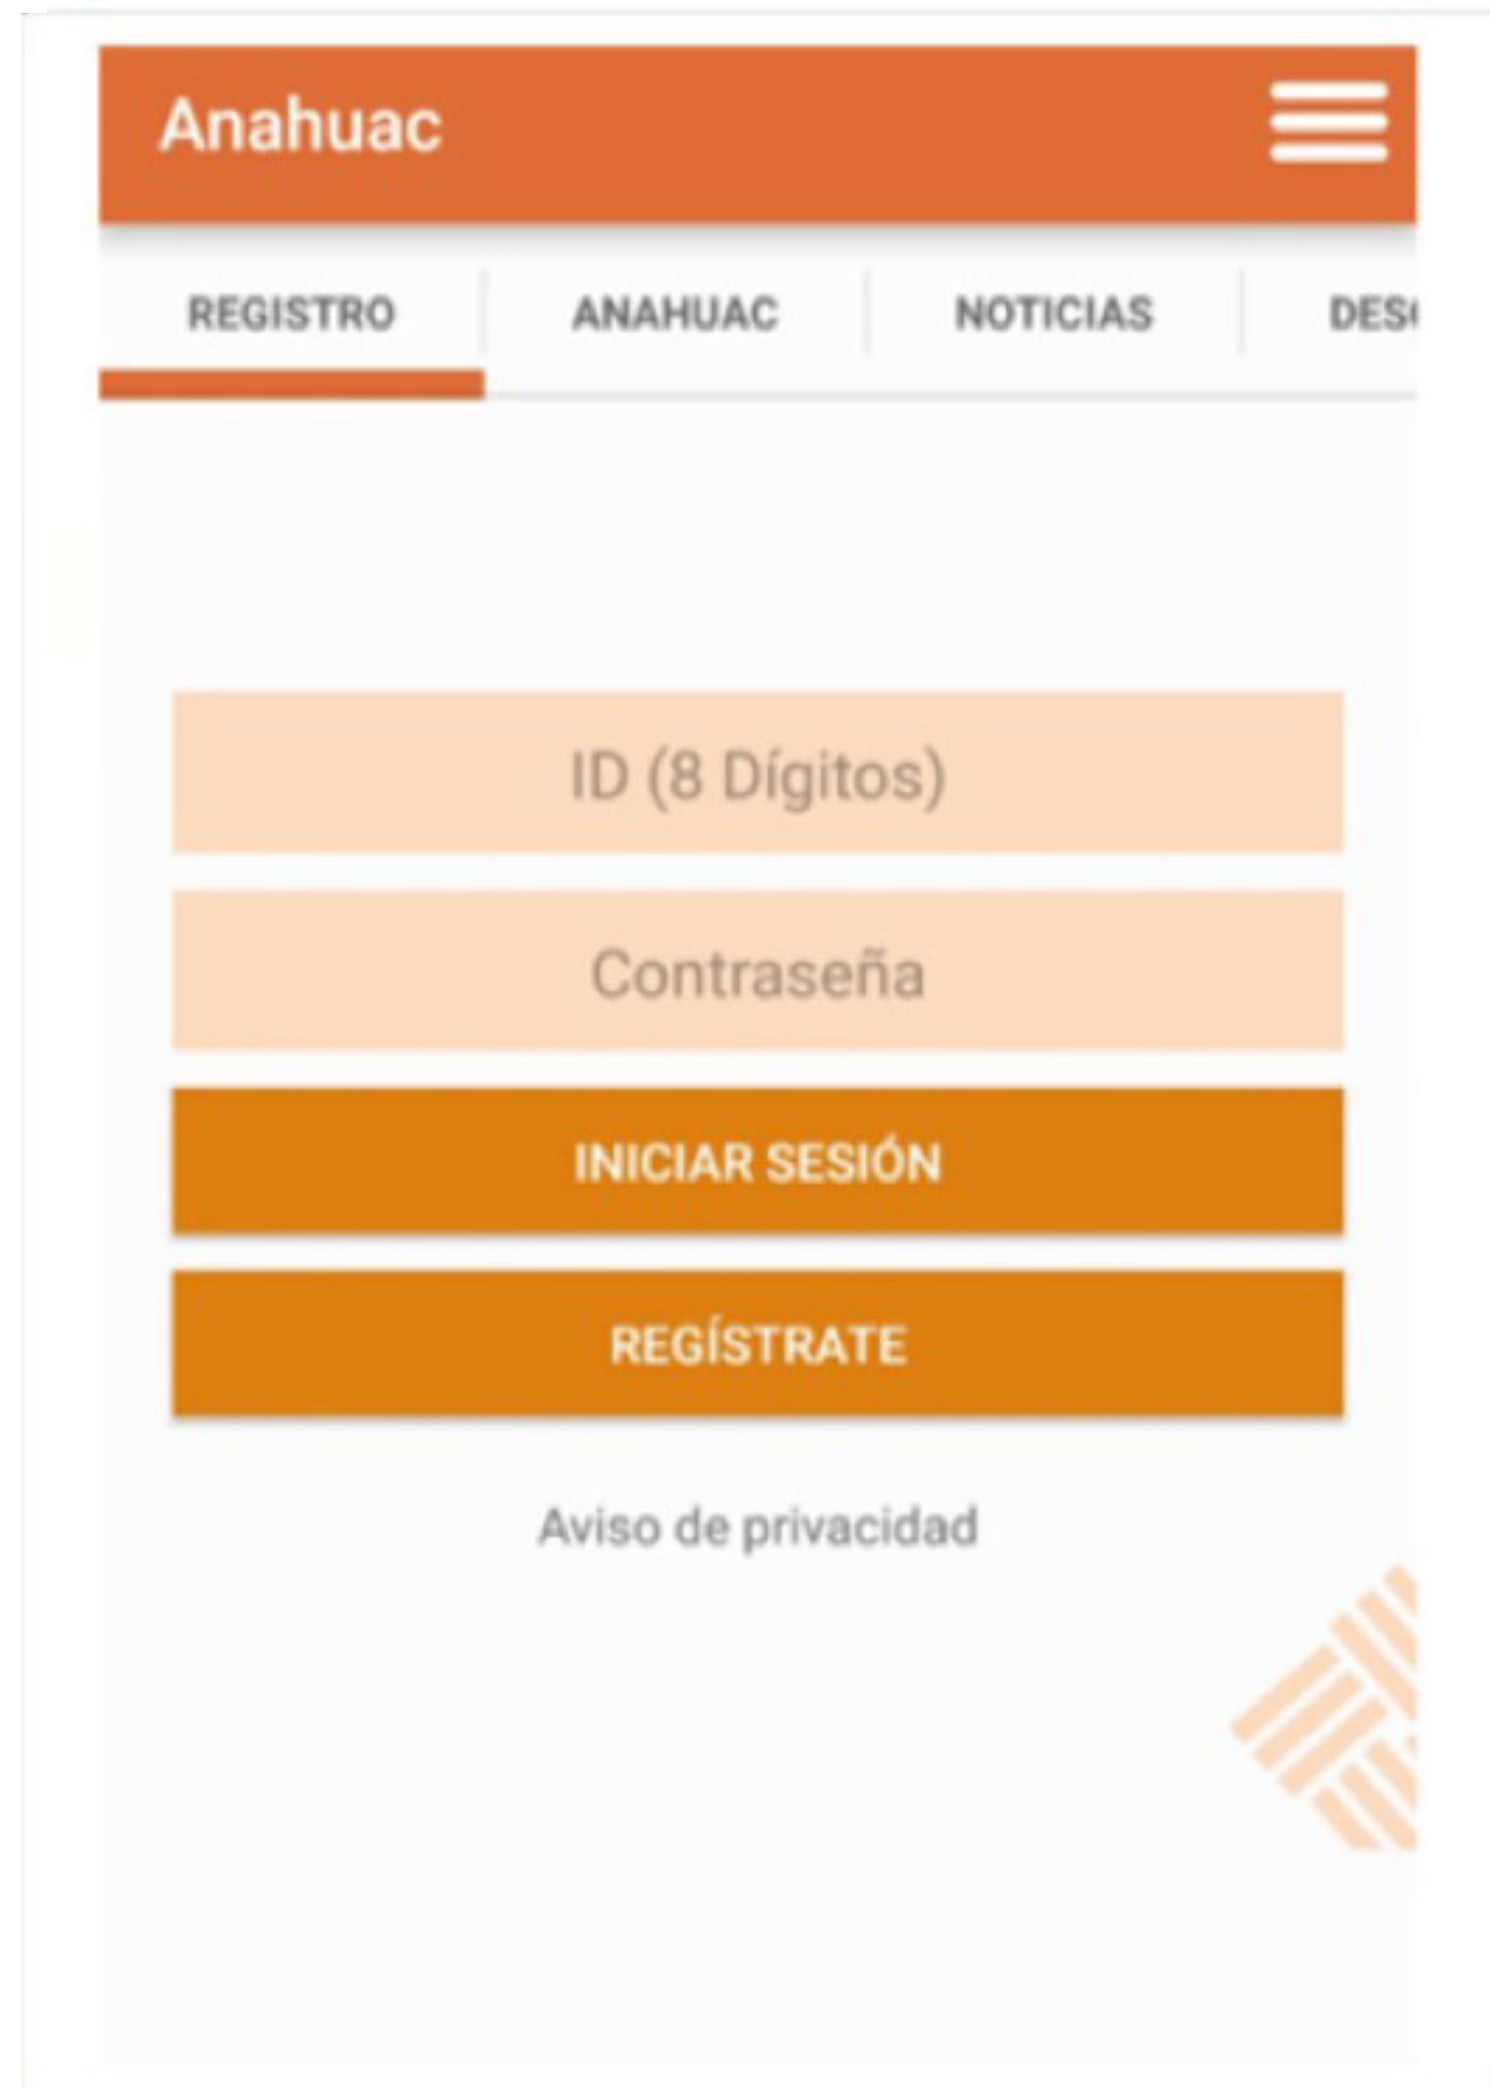 Anahuac
REGISTRO ANAHUAC NOTICIAS
ID (8 Dígitos)
Contraseña
INICIAR SESIÓN
REGÍSTRATE
Aviso de privacidad